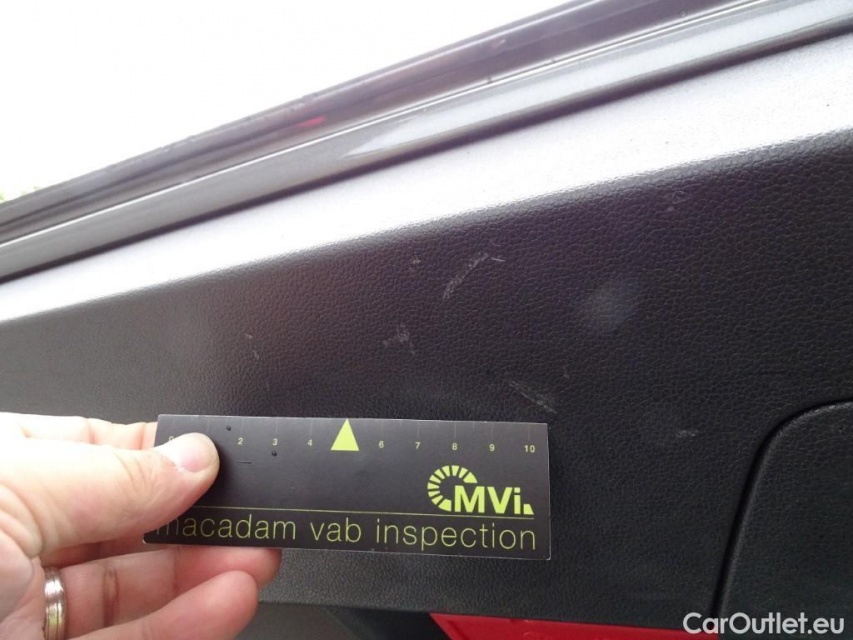 2 3 4 6 7 8 9 10
MVi
macadam vab inspection
CarOutlet.eu